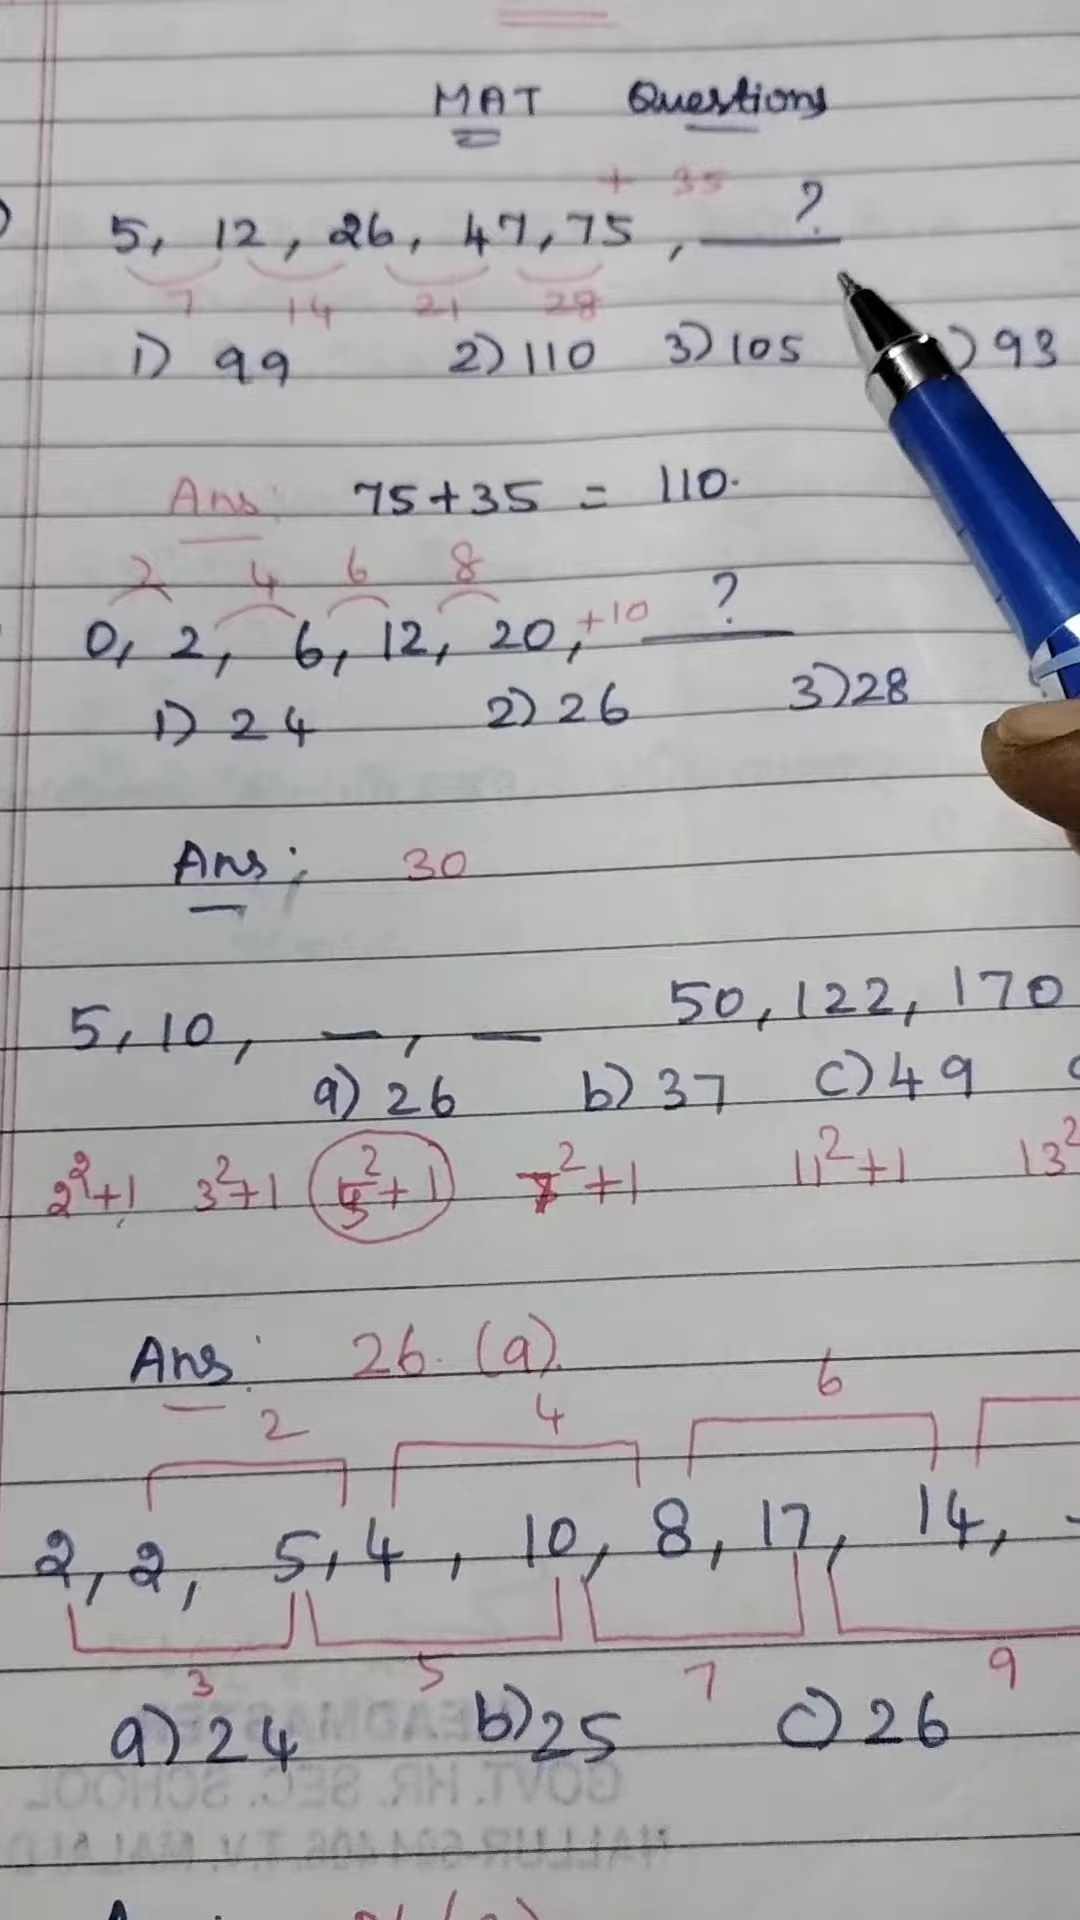 MAT Questions
+ 35
5, 12, 26, 47, 75, ?
7 14 21 28
1) 99 2) 110 3) 105 ) 93
Ans: 75+35 = 110.
2 4 6 8
0, 2, 6, 12, 20, +10 ?
1) 24 2) 26 3) 28
Ans: 30
5, 10, _, _ 50, 122, 170
a) 26 b) 37 c) 49
2²+1 3²+1 5²+1 7²+1 11²+1 13²
Ans: 26. (a).
2 4 6
2, 2, 5, 4, 10, 8, 17, 14,
3 5 7 9
a) 24 b) 25 c) 26